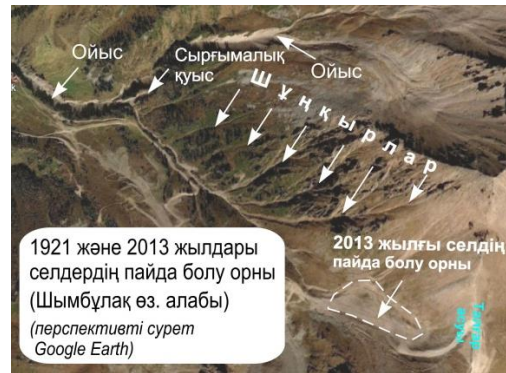 Ойыс
Сырғымалық
қуыс
Ойыс
Шұңқырлар
2013 жылғы селдің
пайда болу орны
1921 және 2013 жылдары
селдердің пайда болу орны
(Шымбұлақ өз. алабы)
(перспективті сурет
Google Earth)